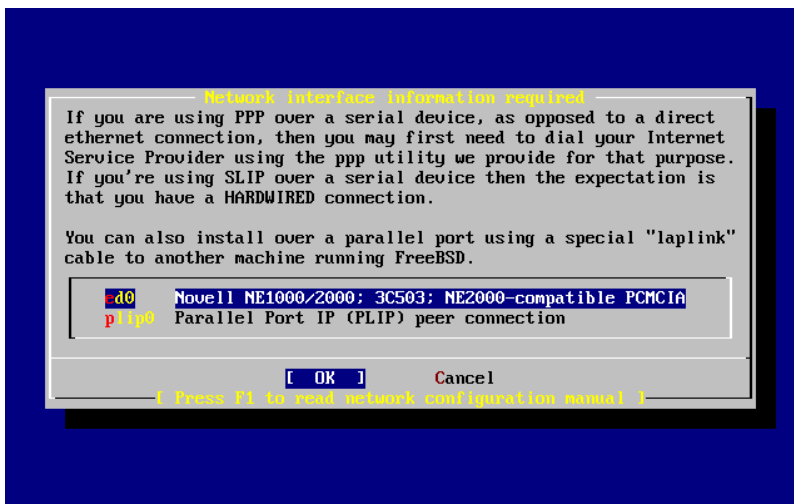 Network interface information required
If you are using PPP over a serial device, as opposed to a direct
ethernet connection, then you may first need to dial your Internet
Service Provider using the ppp utility we provide for that purpose.
If you're using SLIP over a serial device then the expectation is
that you have a HARDWIRED connection.
You can also install over a parallel port using a special "laplink"
cable to another machine running FreeBSD.
ed0 Novell NE1000/2000; 3C503; NE2000-compatible PCMCIA
plip0 Parallel Port IP (PLIP) peer connection
[ OK ] Cancel
[ Press F1 to read network configuration manual ]